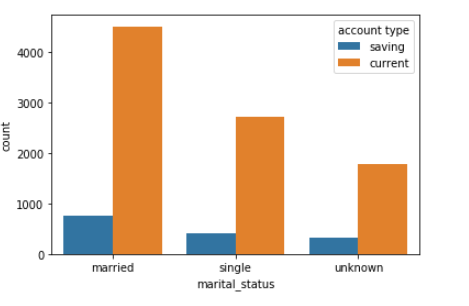 account type
saving
current
4000
3000
2000
1000
0
count
married single unknown
marital_status